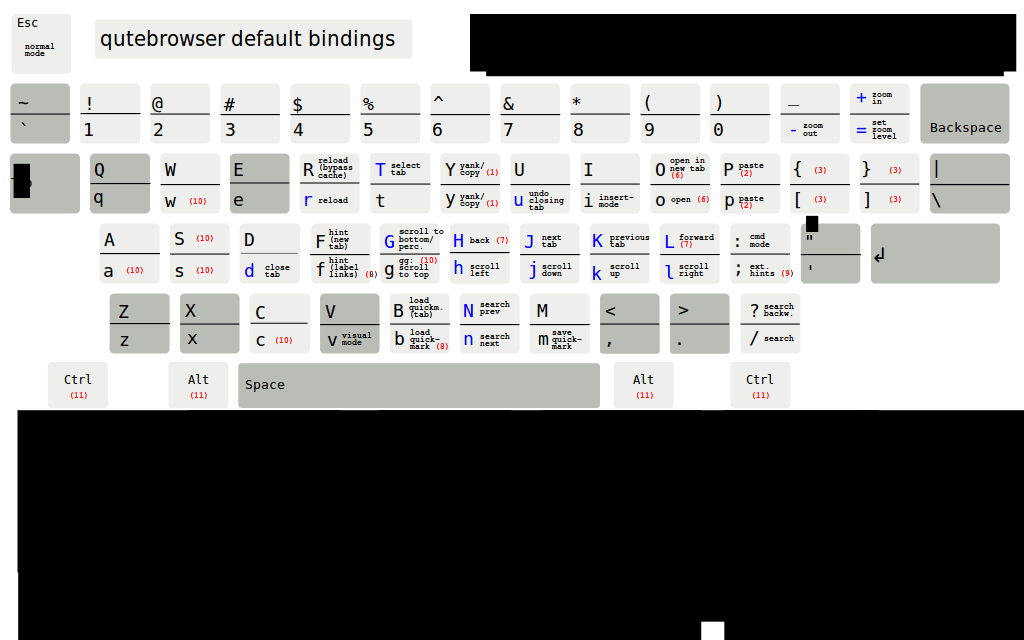 Esc
normal
mode
qutebrowser default bindings
~
`
!
1
@
2
#
3
$
4
%
5
^
6
&
7
*
8
(
9
)
0
_
- zoom
out
+ zoom
in
= set
zoom
level
Backspace
Q
q
W
w (10)
E
e
R reload
(bypass
cache)
r reload
T select
tab
t
Y yank/
copy (1)
y yank/
copy (1)
U
u undo
closing
tab
I
i insert-
mode
O open in
new tab
(6)
o open (6)
P paste
(2)
p paste
(2)
{ (3)
[ (3)
} (3)
] (3)
|
\
A
a (10)
S (10)
s (10)
D
d close
tab
F hint
(new
tab)
f hint
(label
links) (8)
G scroll to
bottom/
perc.
g gg: (10)
scroll
to top
H back (7)
h scroll
left
J next
tab
j scroll
down
K previous
tab
k scroll
up
L forward
(7)
l scroll
right
: cmd
mode
; ext.
hints (9)
"
'
↲
Z
z
X
x
C
c (10)
V
v visual
mode
B load
quickm.
(tab)
b load
quick-
mark (8)
N search
prev
n search
next
M
m save
quick-
mark
<
,
>
.
? search
backw.
/ search
Ctrl
(11)
Alt
(11)
Space
Alt
(11)
Ctrl
(11)